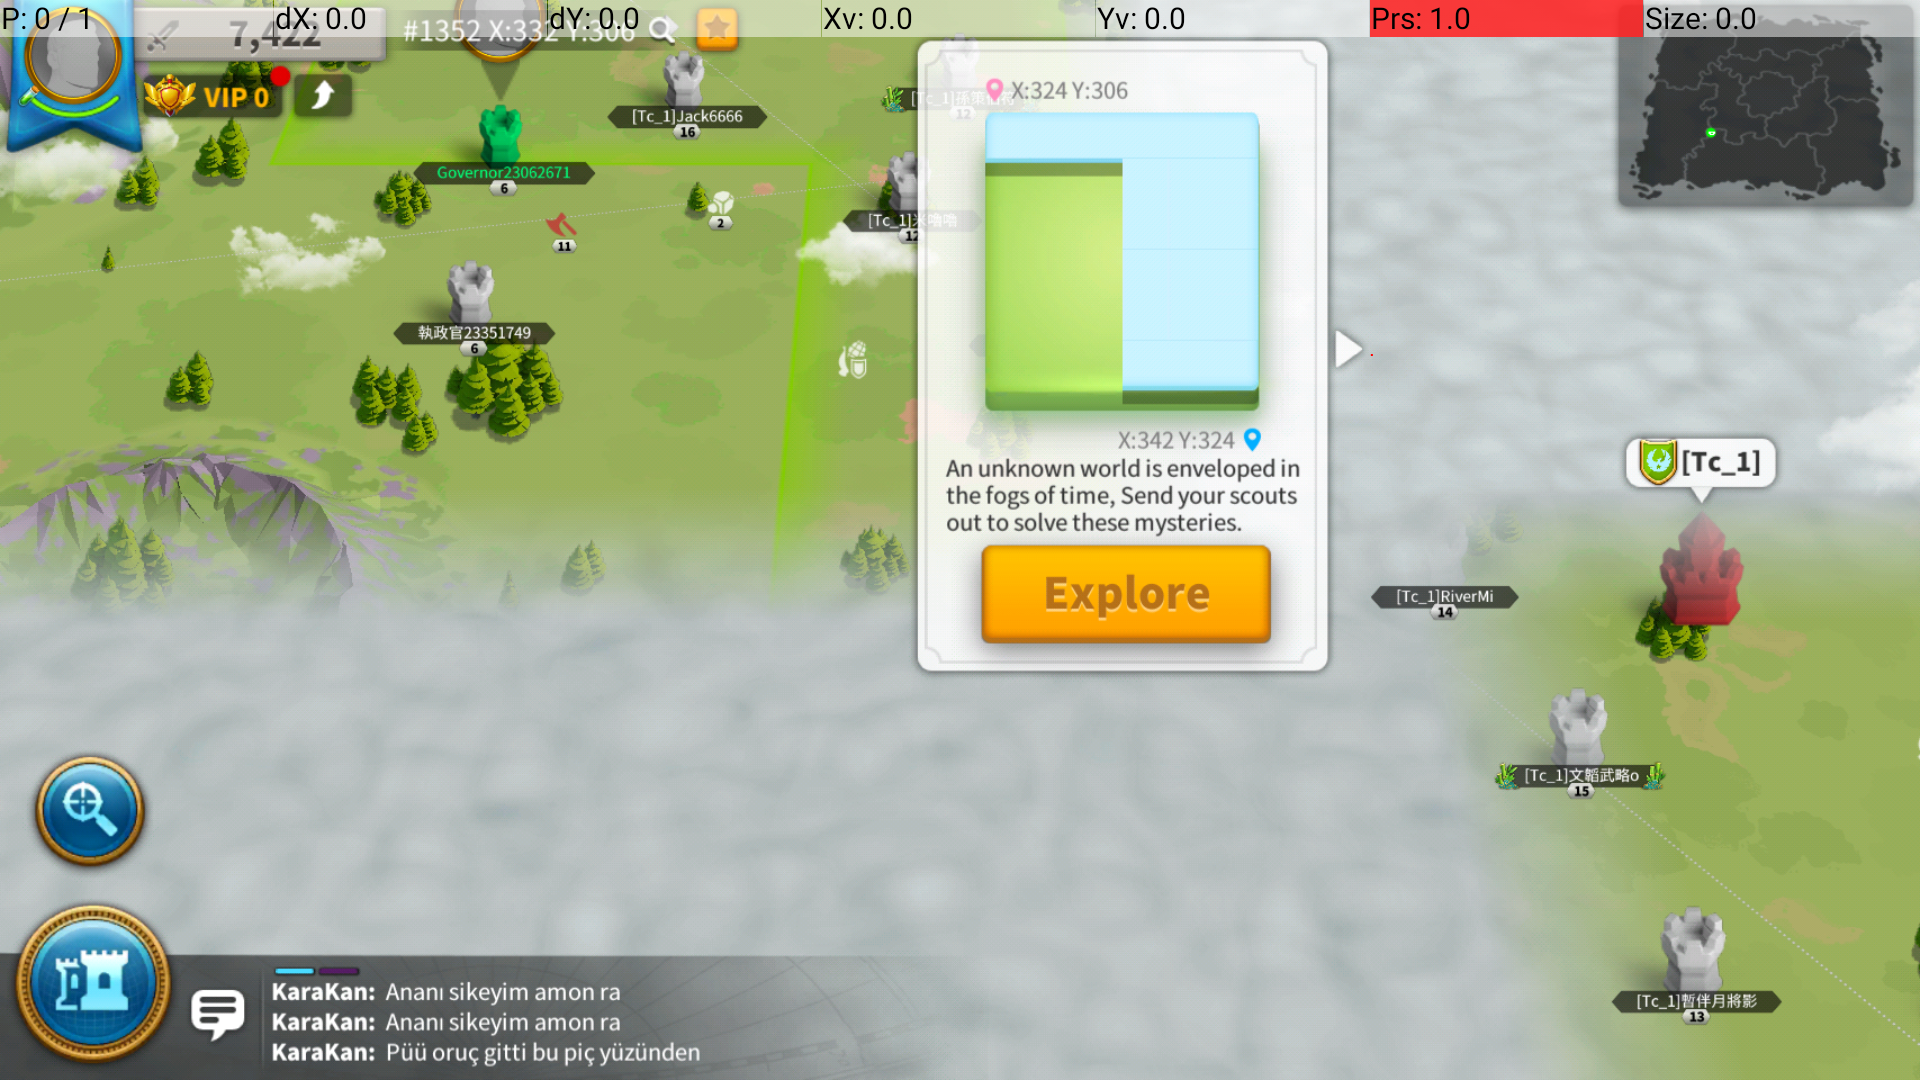 P: 0 / 1
dX: 0.0
dY: 0.0
Xv: 0.0
Yv: 0.0
Prs: 1.0
Size: 0.0
7,422
#1352 X:332 Y:306
VIP 0
[Tc_1]Jack6666
16
Governor23062671
6
2
11
執政官23351749
6
[Tc_1]
12
[Tc_1]
12
X:324 Y:306
X:342 Y:324
An unknown world is enveloped in
the fogs of time, Send your scouts
out to solve these mysteries.
Explore
[Tc_1]
[Tc_1]RiverMi
14
[Tc_1]文韜武略o
15
[Tc_1]暫伴月將影
13
KaraKan: Ananı sikeyim amon ra
KaraKan: Ananı sikeyim amon ra
KaraKan: Püü oruç gitti bu piç yüzünden